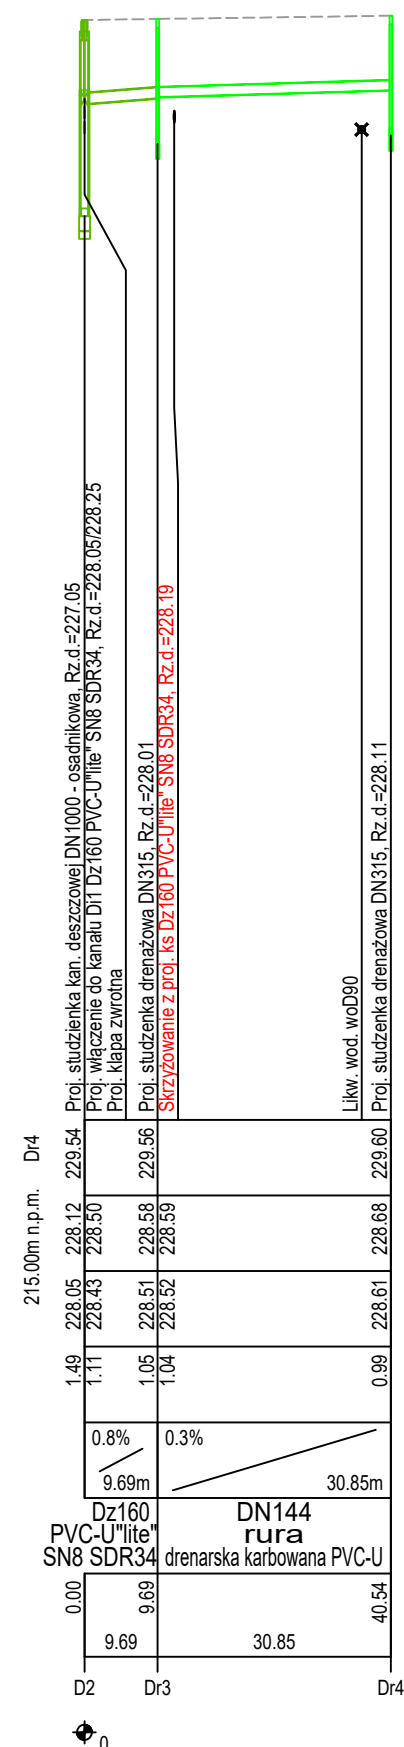 Proj. studzienka kan. deszczowej DN1000 - osadnikowa, Rz.d.=227.05
Proj. włączenie do kanału Di1 Dz160 PVC-U"lite" SN8 SDR34, Rz.d.=228.05/228.25
Proj. klapa zwrotna
Proj. studzenka drenażowa DN315, Rz.d.=228.01
Skrzyżowanie z proj. ks Dz160 PVC-U"lite" SN8 SDR34, Rz.d.=228.19
Likw. wod. woD90
Proj. studzenka drenażowa DN315, Rz.d.=228.11
Dr4
215.00m n.p.m.
229.54 229.56 229.60
228.12 228.50 228.58 228.59 228.68
228.05 228.43 228.51 228.52 228.61
1.49 1.11 1.05 1.04 0.99
0.8% 0.3%
9.69m 30.85m
Dz160
PVC-U"lite"
SN8 SDR34
DN144
rura
drenarska karbowana PVC-U
0.00 9.69 40.54
9.69 30.85
D2 Dr3 Dr4
0